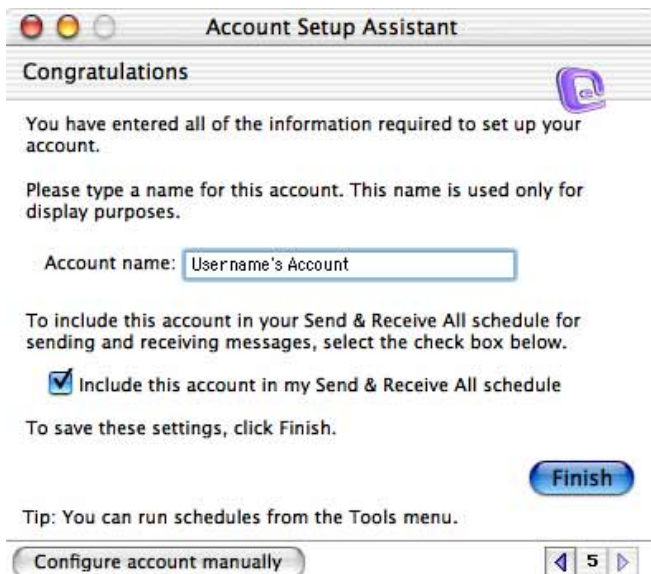 Account Setup Assistant
Congratulations
You have entered all of the information required to set up your
account.
Please type a name for this account. This name is used only for
display purposes.
Account name: Username's Account
To include this account in your Send & Receive All schedule for
sending and receiving messages, select the check box below.
Include this account in my Send & Receive All schedule
To save these settings, click Finish.
Finish
Tip: You can run schedules from the Tools menu.
Configure account manually 5